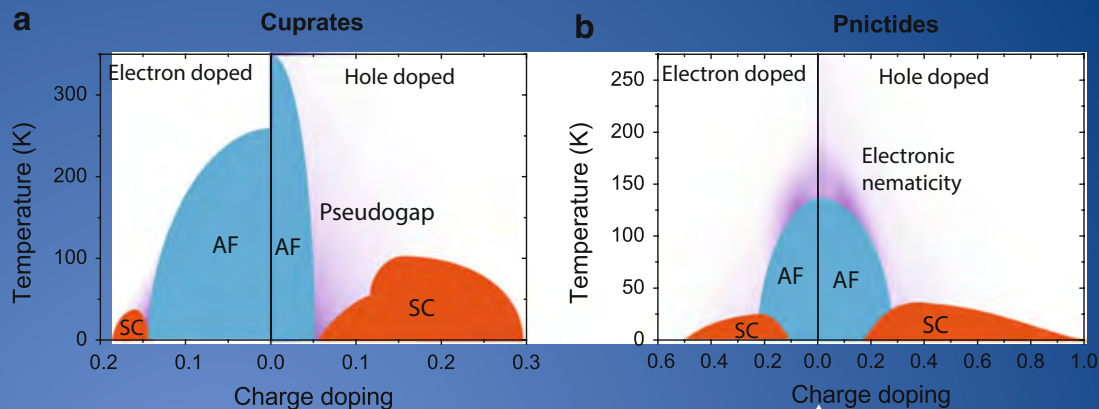 a
Cuprates
Electron doped
Hole doped
300
200
100
0
Temperature (K)
AF
AF
Pseudogap
SC
SC
0.2
0.1
0.0
0.1
0.2
0.3
Charge doping
b
Pnictides
Electron doped
Hole doped
250
200
150
100
50
0
Temperature (K)
Electronic
nematicity
AF
AF
SC
SC
0.6
0.4
0.2
0.0
0.2
0.4
0.6
0.8
1.0
Charge doping